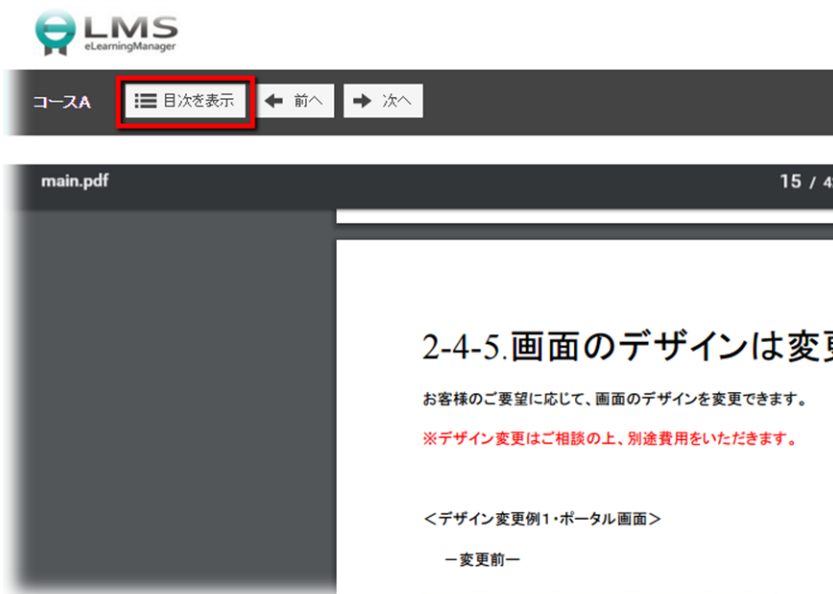 LMS
eLearningManager
コースA 目次を表示 前へ 次へ
main.pdf 15 / 4
2-4-5.画面のデザインは変
お客様のご要望に応じて、画面のデザインを変更できます。
※デザイン変更はご相談の上、別途費用をいただきます。
＜デザイン変更例1・ポータル画面＞
－変更前－